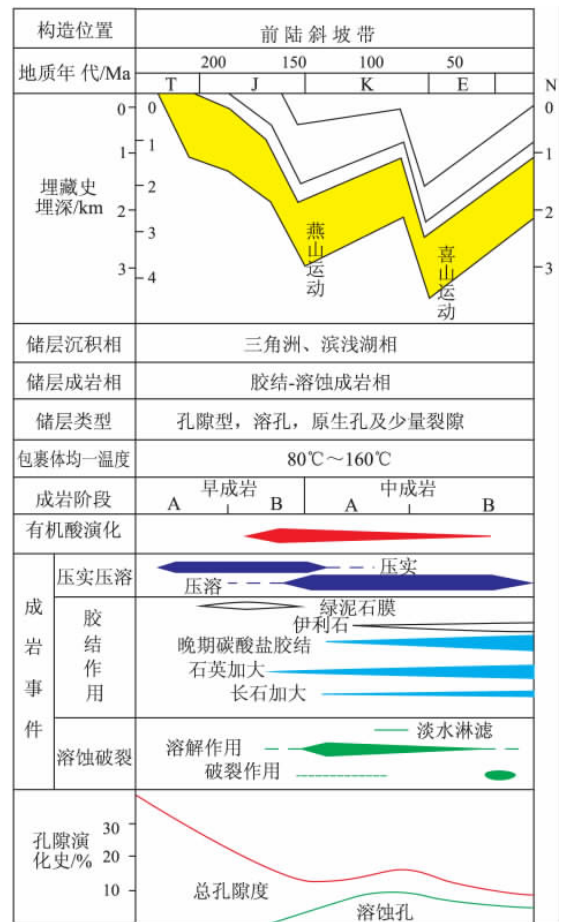 构造位置
前陆斜坡带
地质年代/Ma
200 150 100 50
T J K E N
埋藏史
埋深/km
0
1
2
3
0
1
2
3
4
0
1
2
3
燕山运动
喜山运动
储层沉积相
三角洲、滨浅湖相
储层成岩相
胶结-溶蚀成岩相
储层类型
孔隙型，溶孔，原生孔及少量裂隙
包裹体均一温度
80℃～160℃
成岩阶段
早成岩 中成岩
A B A B
有机酸演化
成岩事件
压实压溶
压实
压溶
胶结作用
绿泥石膜
伊利石
晚期碳酸盐胶结
石英加大
长石加大
溶蚀破裂
淡水淋滤
溶解作用
破裂作用
孔隙演
化史/%
30
20
10
总孔隙度
溶蚀孔